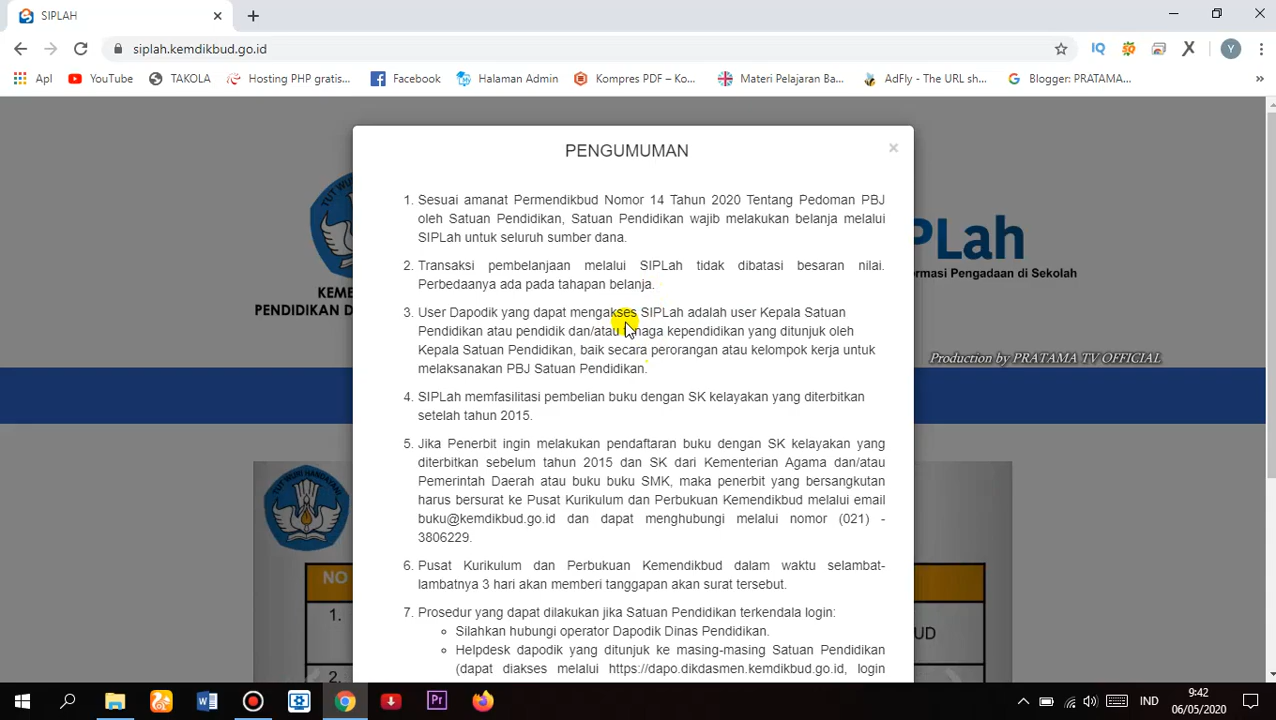 SIPLAH
siplah.kemdikbud.go.id
Apl
YouTube
TAKOLA
Hosting PHP gratis...
Facebook
Halaman Admin
Kompres PDF – Ko...
Materi Pelajaran Ba...
AdFly - The URL sh...
Blogger: PRATAMA...
Y
PENGUMUMAN
1. Sesuai amanat Permendikbud Nomor 14 Tahun 2020 Tentang Pedoman PBJ
oleh Satuan Pendidikan, Satuan Pendidikan wajib melakukan belanja melalui
SIPLah untuk seluruh sumber dana.
2. Transaksi pembelanjaan melalui SIPLah tidak dibatasi besaran nilai.
Perbedaanya ada pada tahapan belanja.
3. User Dapodik yang dapat mengakses SIPLah adalah user Kepala Satuan
Pendidikan atau pendidik dan/atau tenaga kependidikan yang ditunjuk oleh
Kepala Satuan Pendidikan, baik secara perorangan atau kelompok kerja untuk
melaksanakan PBJ Satuan Pendidikan.
4. SIPLah memfasilitasi pembelian buku dengan SK kelayakan yang diterbitkan
setelah tahun 2015.
5. Jika Penerbit ingin melakukan pendaftaran buku dengan SK kelayakan yang
diterbitkan sebelum tahun 2015 dan SK dari Kementerian Agama dan/atau
Pemerintah Daerah atau buku buku SMK, maka penerbit yang bersangkutan
harus bersurat ke Pusat Kurikulum dan Perbukuan Kemendikbud melalui email
buku@kemdikbud.go.id dan dapat menghubungi melalui nomor (021) -
3806229.
6. Pusat Kurikulum dan Perbukuan Kemendikbud dalam waktu selambat-
lambatnya 3 hari akan memberi tanggapan akan surat tersebut.
7. Prosedur yang dapat dilakukan jika Satuan Pendidikan terkendala login:
Silahkan hubungi operator Dapodik Dinas Pendidikan.
Helpdesk dapodik yang ditunjuk ke masing-masing Satuan Pendidikan
(dapat diakses melalui https://dapo.dikdasmen.kemdikbud.go.id, login
KEME
PENDIDIKAN D
PLah
ormasi Pengadaan di Sekolah
Production by PRATAMA TV OFFICIAL
NO
1.
2.
UD
IND
9:42
06/05/2020